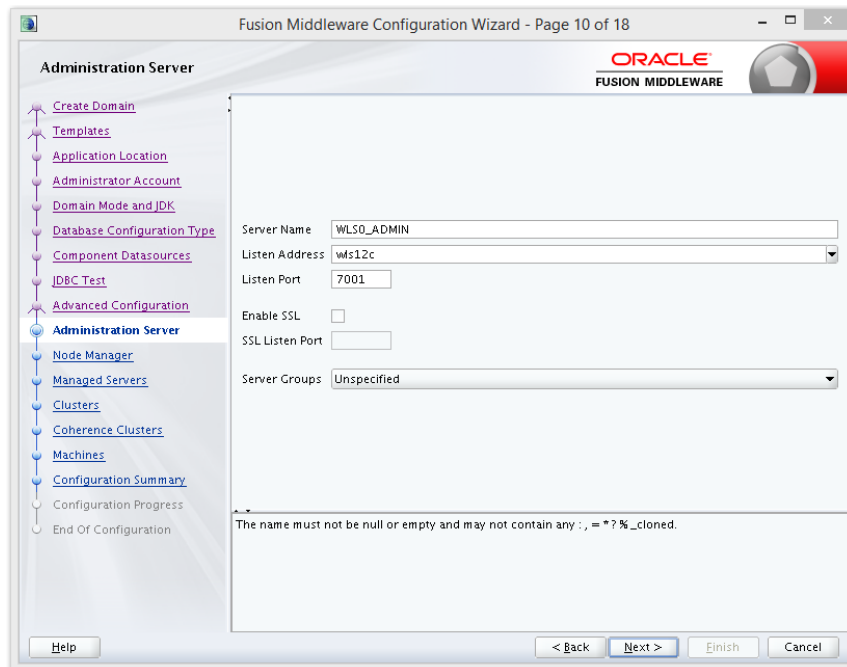 Fusion Middleware Configuration Wizard - Page 10 of 18
Administration Server
ORACLE
FUSION MIDDLEWARE
Create Domain
Templates
Application Location
Administrator Account
Domain Mode and JDK
Database Configuration Type
Component Datasources
JDBC Test
Advanced Configuration
Administration Server
Node Manager
Managed Servers
Clusters
Coherence Clusters
Machines
Configuration Summary
Configuration Progress
End Of Configuration
Server Name WLS0_ADMIN
Listen Address wls12c
Listen Port 7001
Enable SSL
SSL Listen Port
Server Groups Unspecified
The name must not be null or empty and may not contain any : , = * ? % _cloned.
Help < Back Next > Finish Cancel